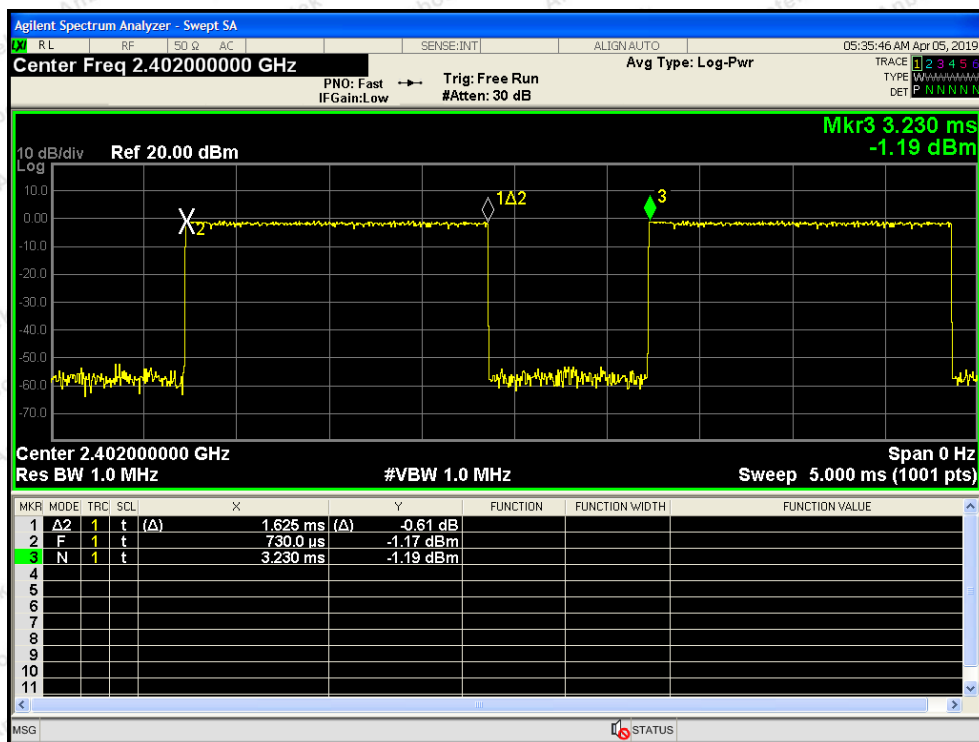 Agilent Spectrum Analyzer - Swept SA
LXI RL RF 50 Ω AC SENSE:INT ALIGNAUTO 05:35:46 AM Apr 05, 2019
Center Freq 2.402000000 GHz Avg Type: Log-Pwr TRACE 1 2 3 4 5 6
PNO: Fast Trig: Free Run TYPE WWWWWW
IFGain:Low #Atten: 30 dB DET P N N N N N
Mkr3 3.230 ms
10 dB/div Ref 20.00 dBm -1.19 dBm
Log
10.0
0.00
-10.0
-20.0
-30.0
-40.0
-50.0
-60.0
-70.0
X2
1Δ2
3
Center 2.402000000 GHz Span 0 Hz
Res BW 1.0 MHz #VBW 1.0 MHz Sweep 5.000 ms (1001 pts)
MKR MODE TRC SCL X Y FUNCTION FUNCTION WIDTH FUNCTION VALUE
1 Δ2 1 t (Δ) 1.625 ms (Δ) -0.61 dB
2 F 1 t 730.0 µs -1.17 dBm
3 N 1 t 3.230 ms -1.19 dBm
4
5
6
7
8
9
10
11
MSG STATUS